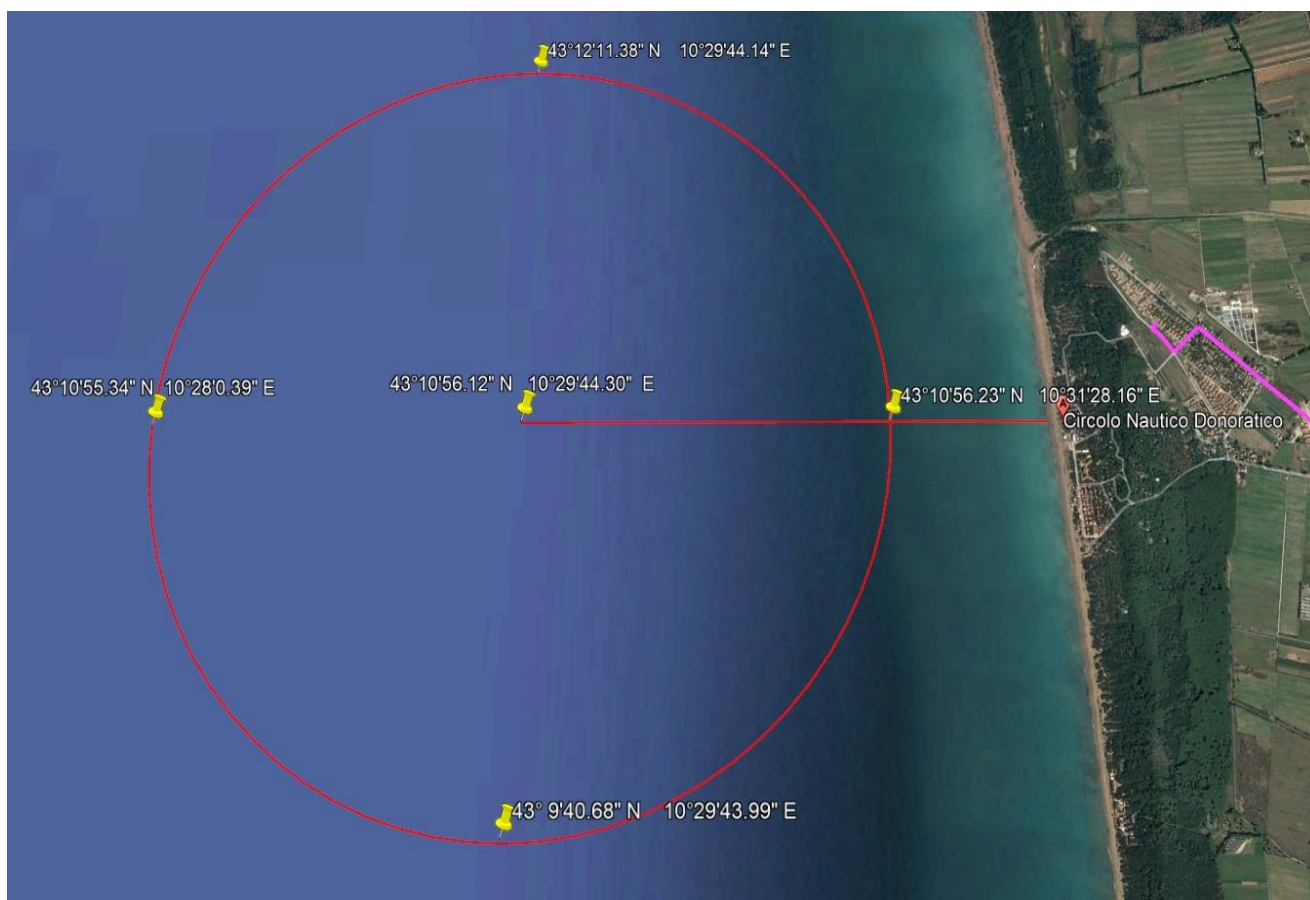 43°12'11.38" N 10°29'44.14" E
43°10'55.34" N 10°28'0.39" E
43°10'56.12" N 10°29'44.30" E
43°10'56.23" N 10°31'28.16" E
A
Circolo Nautico Donoratico
43° 9'40.68" N 10°29'43.99" E